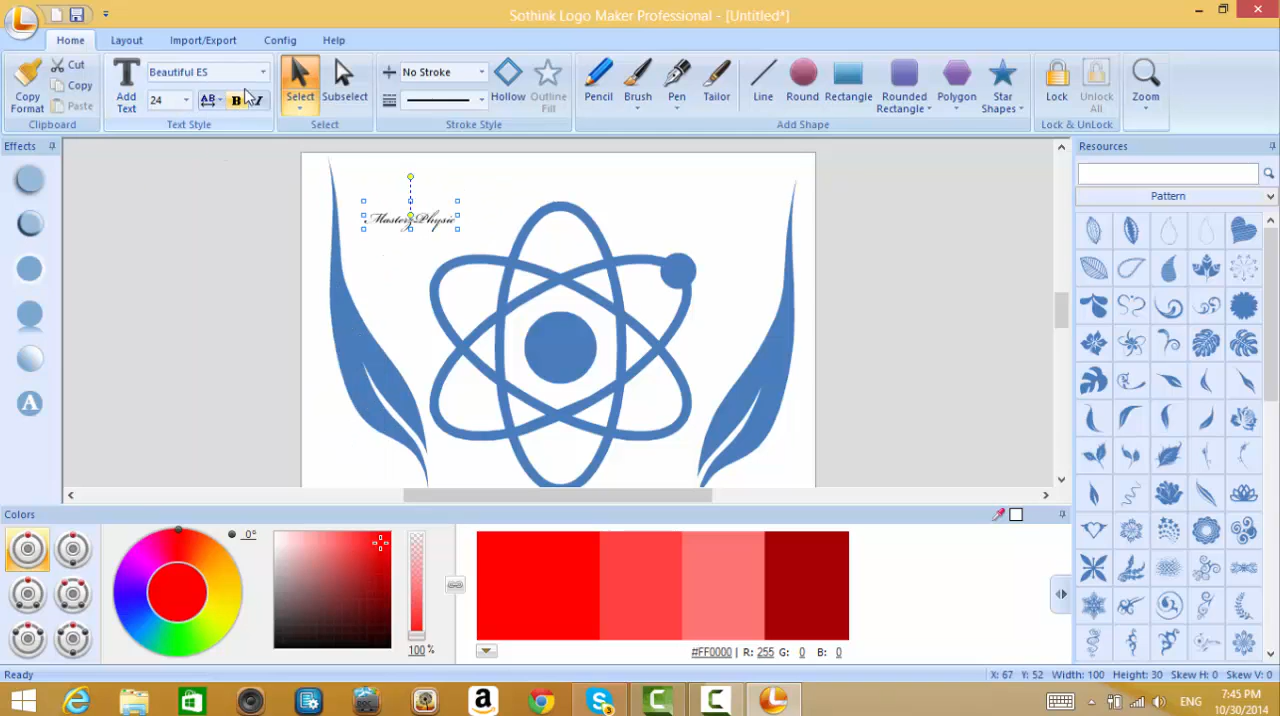 Sothink Logo Maker Professional - [Untitled*]
Home Layout Import/Export Config Help
Copy Format
Cut
Copy
Paste
Clipboard
Add Text
Beautiful ES
24
AB
B I
Text Style
Select
Subselect
Select
No Stroke
Hollow
Outline Fill
Stroke Style
Pencil
Brush
Pen
Tailor
Line
Round
Rectangle
Rounded Rectangle
Polygon
Star Shapes
Add Shape
Lock
Unlock All
Lock & UnLock
Zoom
Effects
A
Master Physic
Resources
Pattern
Colors
0°
100 %
#FF0000 | R: 255 G: 0 B: 0
Ready
X: 67 Y: 52 Width: 100 Height: 30 Skew H: 0 Skew V: 0
ENG
7:45 PM
10/30/2014